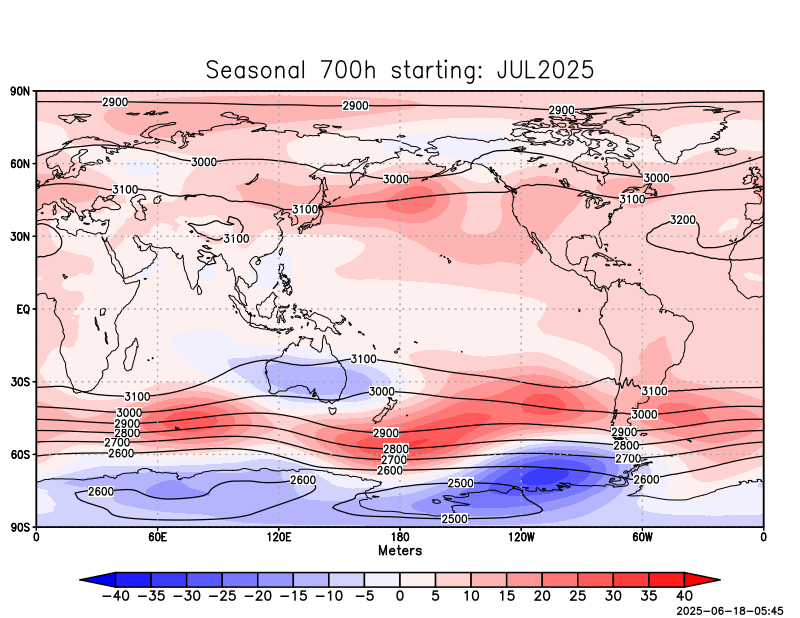 Seasonal 700h starting: JUL2025
90N
2900 2900 2900
60N 3000 3000 3000
3100 3100 3100
3200
30N 3100
EQ
3100
30S 3100 3000 3100
3000 3000
2900 2900 2900
2800 2800 2800
2700 2700 2700
60S 2600 2600 2600
2600 2600 2500
2500
90S
0 60E 120E 180 120W 60W 0
Meters
−40 −35 −30 −25 −20 −15 −10 −5 0 5 10 15 20 25 30 35 40
2025-06-18-05:45